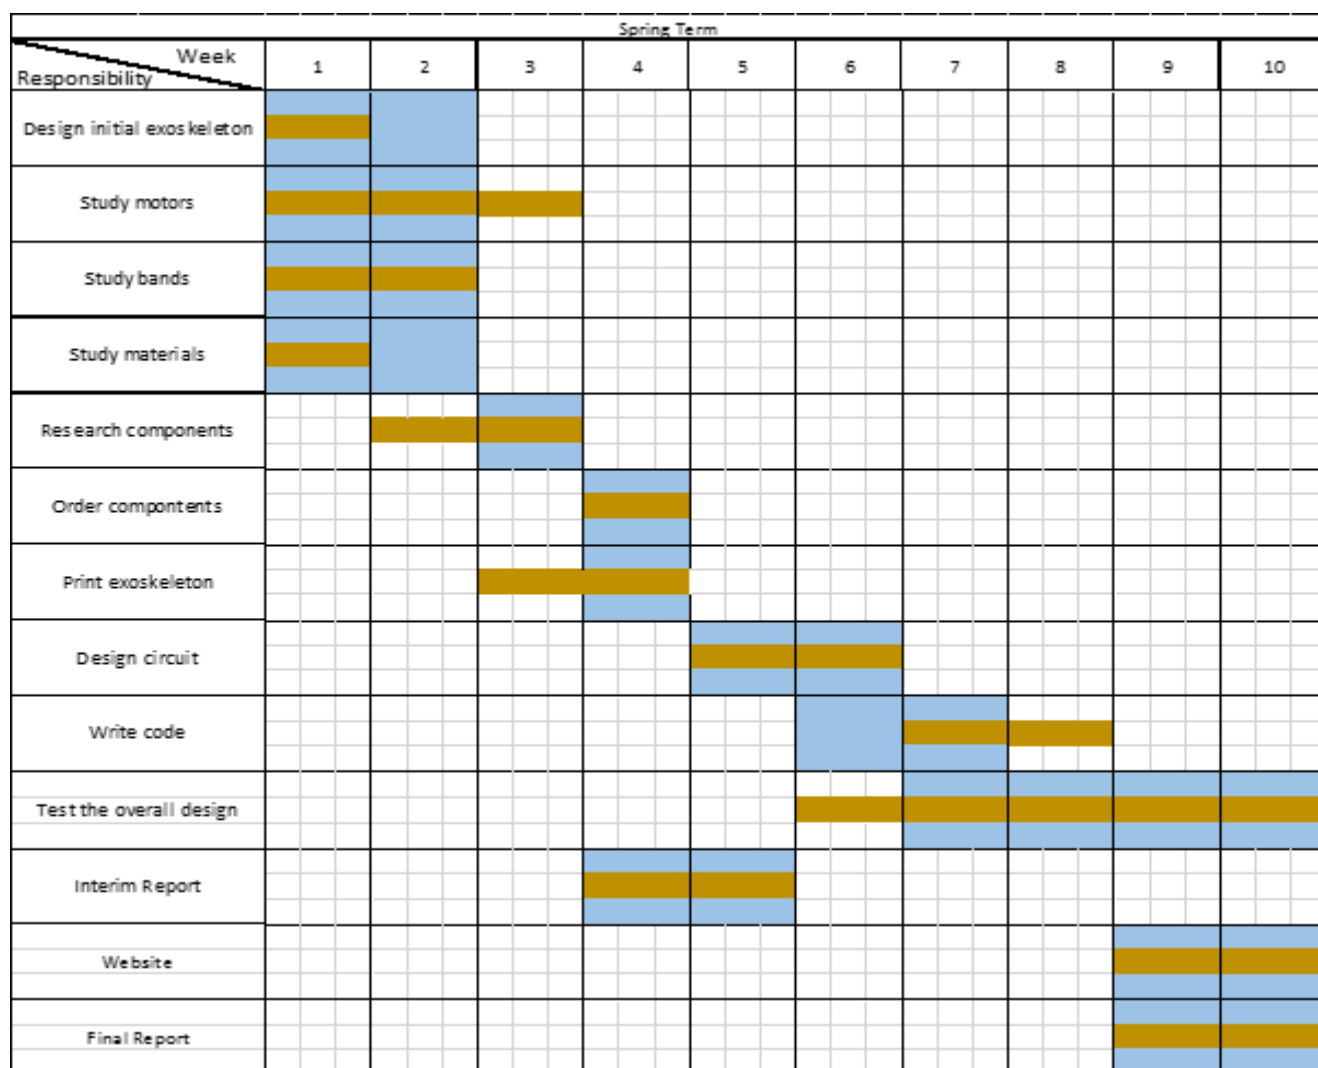 Spring Term
Week
Responsibility
1 2 3 4 5 6 7 8 9 10
Design initial exoskeleton
Study motors
Study bands
Study materials
Research components
Order compontents
Print exoskeleton
Design circuit
Write code
Test the overall design
Interim Report
Website
Final Report